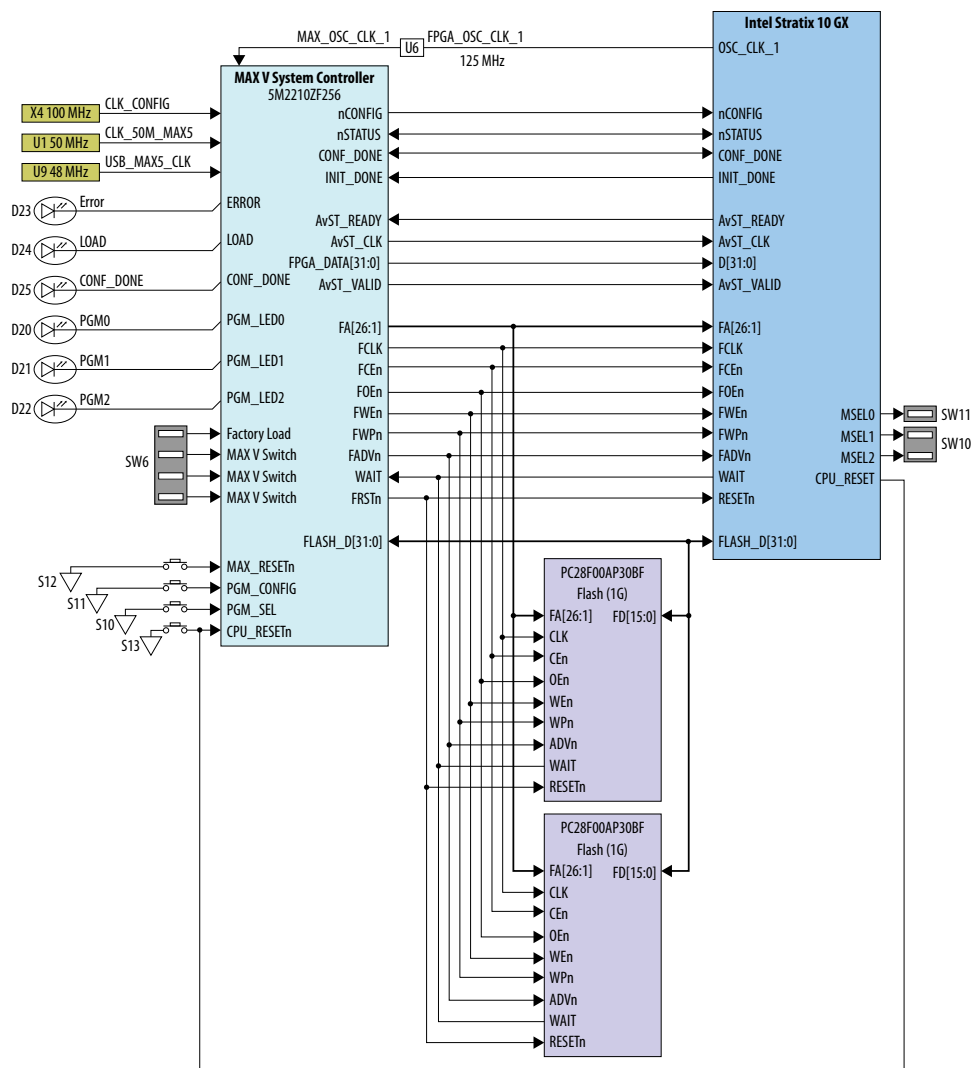 Intel Stratix 10 GX
MAX_OSC_CLK_1
U6
FPGA_OSC_CLK_1
125 MHz
OSC_CLK_1
MAX V System Controller
5M2210ZF256
X4 100 MHz
CLK_CONFIG
U1 50 MHz
CLK_50M_MAX5
U9 48 MHz
USB_MAX5_CLK
D23
Error
ERROR
D24
LOAD
LOAD
D25
CONF_DONE
CONF_DONE
D20
PGM0
PGM_LED0
D21
PGM1
PGM_LED1
D22
PGM2
PGM_LED2
SW6
Factory Load
MAX V Switch
MAX V Switch
MAX V Switch
S12
MAX_RESETn
S11
PGM_CONFIG
S10
PGM_SEL
S13
CPU_RESETn
nCONFIG
nSTATUS
CONF_DONE
INIT_DONE
AvST_READY
AvST_CLK
FPGA_DATA[31:0]
AvST_VALID
FA[26:1]
FCLK
FCEn
FOEn
FWEn
FWPn
FADVn
WAIT
FRSTn
FLASH_D[31:0]
nCONFIG
nSTATUS
CONF_DONE
INIT_DONE
AvST_READY
AvST_CLK
D[31:0]
AvST_VALID
FA[26:1]
FCLK
FCEn
FOEn
FWEn
FWPn
FADVn
WAIT
RESETn
FLASH_D[31:0]
MSEL0
SW11
MSEL1
SW10
MSEL2
CPU_RESET
PC28F00AP30BF
Flash (1G)
FA[26:1]
FD[15:0]
CLK
CEn
OEn
WEn
WPn
ADVn
WAIT
RESETn
PC28F00AP30BF
Flash (1G)
FA[26:1]
FD[15:0]
CLK
CEn
OEn
WEn
WPn
ADVn
WAIT
RESETn